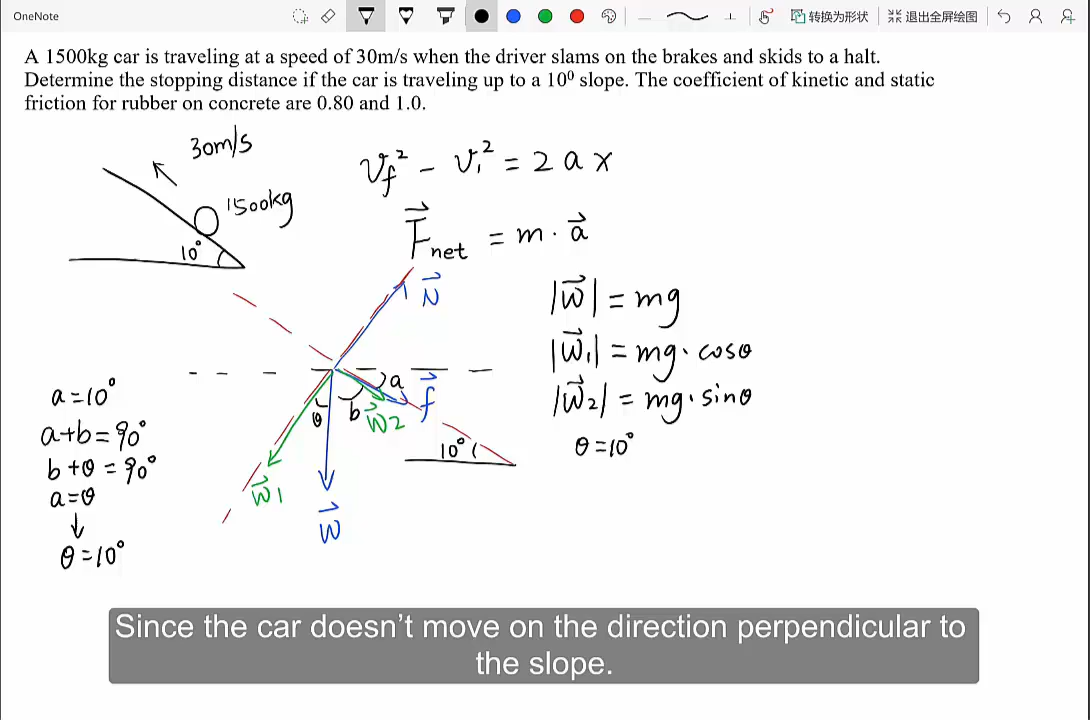 OneNote
转换为形状
退出全屏绘图
A 1500kg car is traveling at a speed of 30m/s when the driver slams on the brakes and skids to a halt.
Determine the stopping distance if the car is traveling up to a 10⁰ slope. The coefficient of kinetic and static
friction for rubber on concrete are 0.80 and 1.0.
30m/s
1500kg
10°
v_f² - v_i² = 2 a x
F⃗_net = m · a⃗
N⃗
a
f⃗
b
θ
W⃗2
10°
W⃗1
W⃗
|W⃗| = mg
|W⃗₁| = mg · cosθ
|W⃗2| = mg · sinθ
θ = 10°
a = 10°
a + b = 90°
b + θ = 90°
a = θ
↓
θ = 10°
Since the car doesn't move on the direction perpendicular to
the slope.